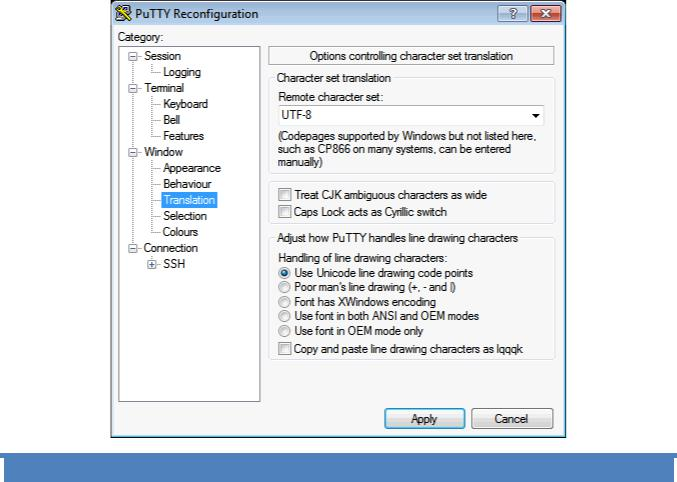 PuTTY Reconfiguration
Category:
Session
Logging
Terminal
Keyboard
Bell
Features
Window
Appearance
Behaviour
Translation
Selection
Colours
Connection
SSH
Options controlling character set translation
Character set translation
Remote character set:
UTF-8
(Codepages supported by Windows but not listed here,
such as CP866 on many systems, can be entered
manually)
Treat CJK ambiguous characters as wide
Caps Lock acts as Cyrillic switch
Adjust how PuTTY handles line drawing characters
Handling of line drawing characters:
Use Unicode line drawing code points
Poor man's line drawing (+, - and |)
Font has XWindows encoding
Use font in both ANSI and OEM modes
Use font in OEM mode only
Copy and paste line drawing characters as lqqqk
Apply
Cancel